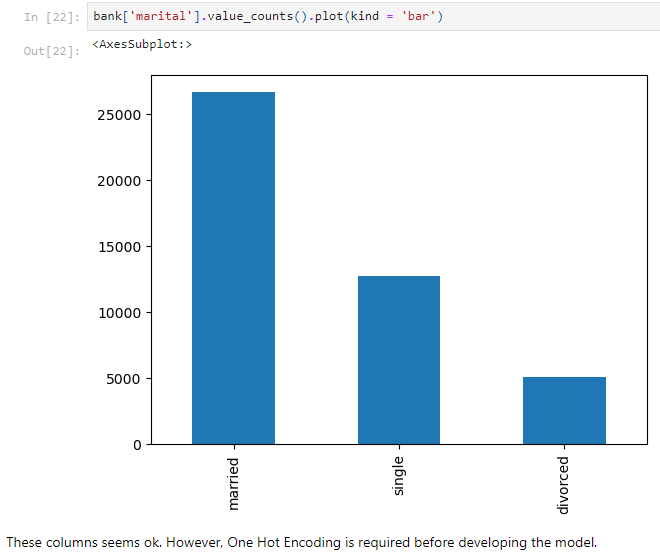 In [22]: bank['marital'].value_counts().plot(kind = 'bar')
Out[22]: <AxesSubplot:>
25000
20000
15000
10000
5000
0
married
single
divorced
These columns seems ok. However, One Hot Encoding is required before developing the model.